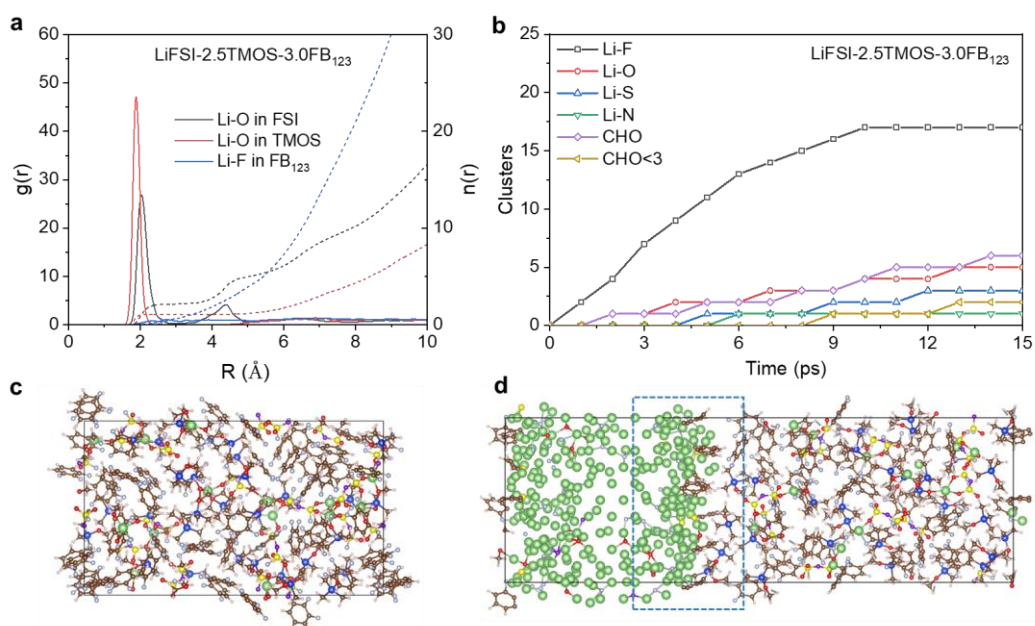 a
LiFSI-2.5TMOS-3.0FB₁₂₃
Li-O in FSI
Li-O in TMOS
Li-F in FB₁₂₃
g(r)
60
50
40
30
20
10
0
n(r)
30
20
10
0
0 2 4 6 8 10
R (Å)
b
LiFSI-2.5TMOS-3.0FB₁₂₃
Li-F
Li-O
Li-S
Li-N
CHO
CHO<3
Clusters
25
20
15
10
5
0
0 3 6 9 12 15
Time (ps)
c
d